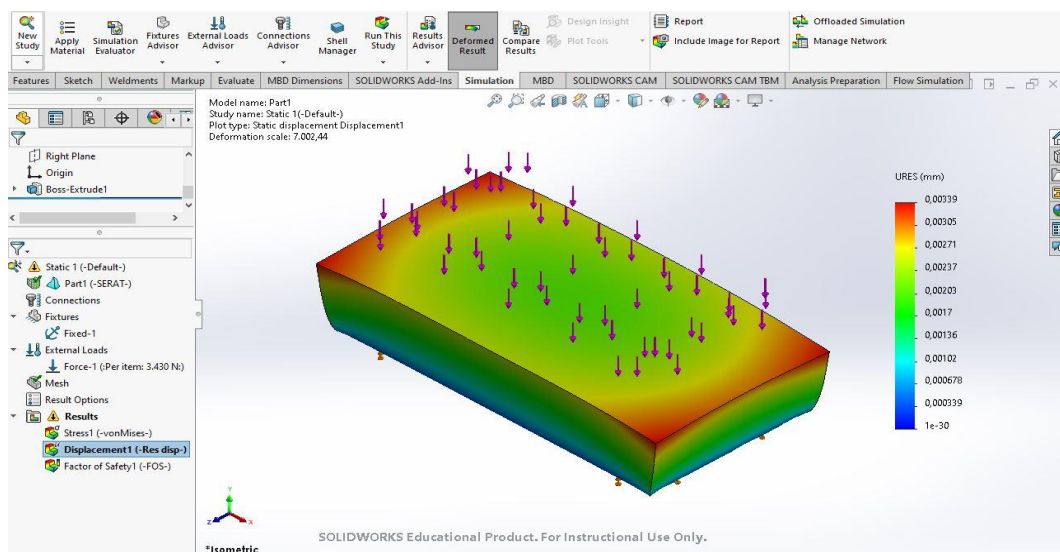 New Study
Apply Material
Simulation Evaluator
Fixtures Advisor
External Loads Advisor
Connections Advisor
Shell Manager
Run This Study
Results Advisor
Deformed Result
Compare Results
Design Insight
Plot Tools
Report
Include Image for Report
Offloaded Simulation
Manage Network
Features Sketch Weldments Markup Evaluate MBD Dimensions SOLIDWORKS Add-Ins Simulation MBD SOLIDWORKS CAM SOLIDWORKS CAM TBM Analysis Preparation Flow Simulation
Right Plane
Origin
Boss-Extrude1
Static 1 (-Default-)
Part1 (-SERAT-)
Connections
Fixtures
Fixed-1
External Loads
Force-1 (:Per item: 3.430 N:)
Mesh
Result Options
Results
Stress1 (-vonMises-)
Displacement1 (-Res disp-)
Factor of Safety1 (-FOS-)
Model name: Part1
Study name: Static 1(-Default-)
Plot type: Static displacement Displacement1
Deformation scale: 7.002,44
URES (mm)
0,00339
0,00305
0,00271
0,00237
0,00203
0,0017
0,00136
0,00102
0,000678
0,000339
1e-30
Y
Z
X
SOLIDWORKS Educational Product. For Instructional Use Only.
*Isometric